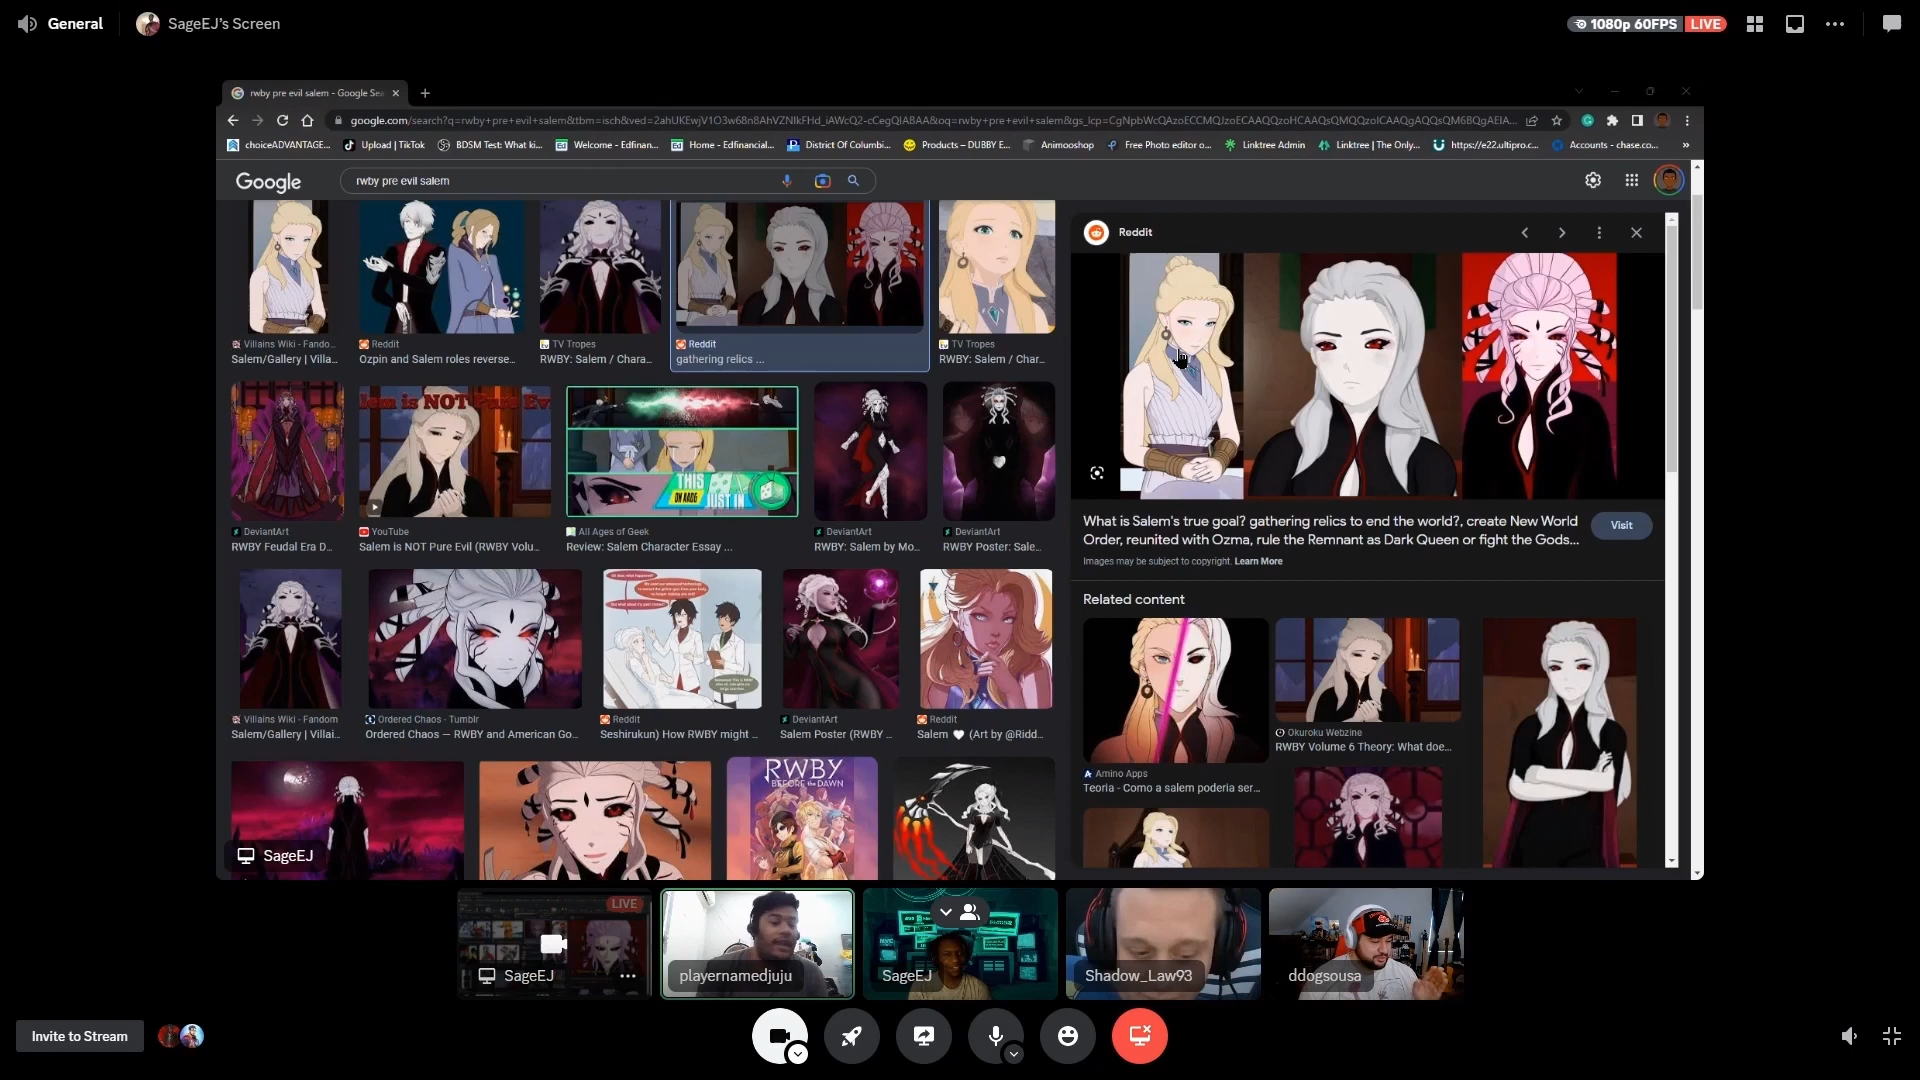 General
SageEJ's Screen
1080p 60FPS LIVE
rwby pre evil salem - Google Sea
choiceADVANTAGE...
Upload | TikTok
BDSM Test: What ki...
Welcome - Edfinan...
Home - Edfinancial...
District Of Columbi...
Products – DUBBY E...
Animooshop
Free Photo editor o...
Linktree Admin
Linktree | The Only...
https://e22.ultipro.c...
Accounts - chase.co...
Google
rwby pre evil salem
Villains Wiki - Fando...
Salem/Gallery | Villa...
Reddit
Ozpin and Salem roles reverse...
TV Tropes
RWBY: Salem / Chara...
Reddit
gathering relics ...
TV Tropes
RWBY: Salem / Char...
DeviantArt
RWBY Feudal Era D...
YouTube
Salem is NOT Pure Evil (RWBY Volu...
THIS
JUST IN
All Ages of Geek
Review: Salem Character Essay ...
DeviantArt
RWBY: Salem by Mo...
DeviantArt
RWBY Poster: Sale...
Villains Wiki - Fandom
Salem/Gallery | Villai...
Ordered Chaos - Tumblr
Ordered Chaos — RWBY and American Go...
Reddit
Seshirukun) How RWBY might ...
DeviantArt
Salem Poster (RWBY ...
Reddit
Salem 🤍 (Art by @Ridd...
RWBY
BEFORE the DAWN
SageEJ
Reddit
What is Salem's true goal? gathering relics to end the world?, create New World
Order, reunited with Ozma, rule the Remnant as Dark Queen or fight the Gods...
Visit
Images may be subject to copyright. Learn More
Related content
Amino Apps
Teoria - Como a salem poderia ser...
Okuroku Webzine
RWBY Volume 6 Theory: What doe...
LIVE
SageEJ
playernamedjuju
SageEJ
Shadow_Law93
ddogsousa
Invite to Stream